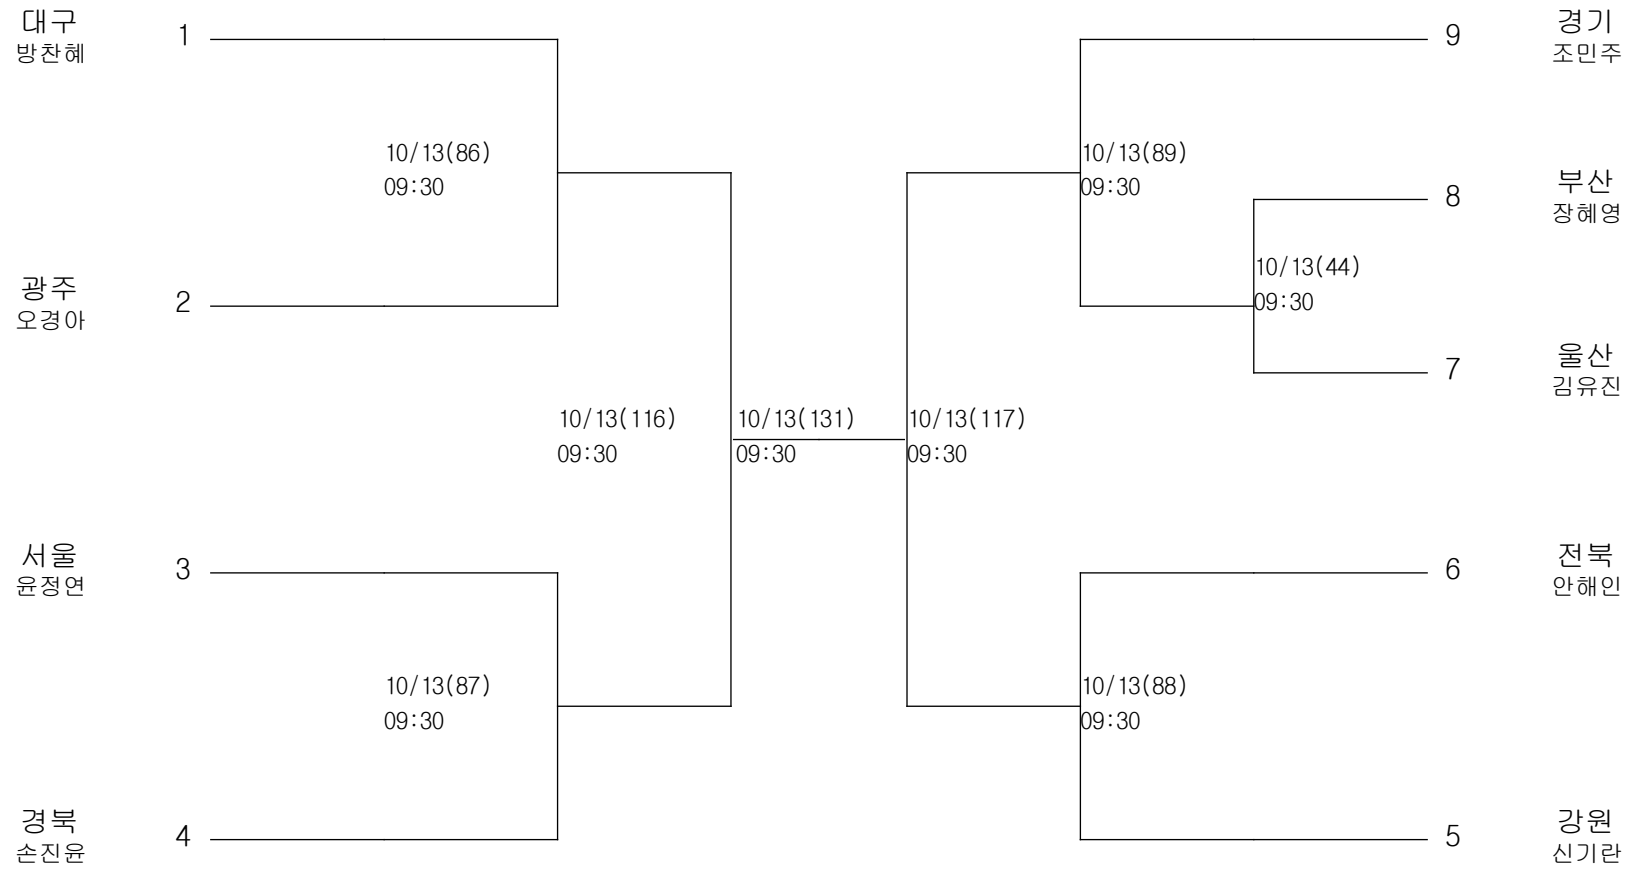 대구
방찬혜
1
10/13(86)
09:30
광주
오경아
2
10/13(116)
09:30
서울
윤정연
3
10/13(87)
09:30
경북
손진윤
4
10/13(131)
09:30
9
경기
조민주
10/13(89)
09:30
8
부산
장혜영
10/13(44)
09:30
7
울산
김유진
10/13(117)
09:30
6
전북
안해인
10/13(88)
09:30
5
강원
신기란